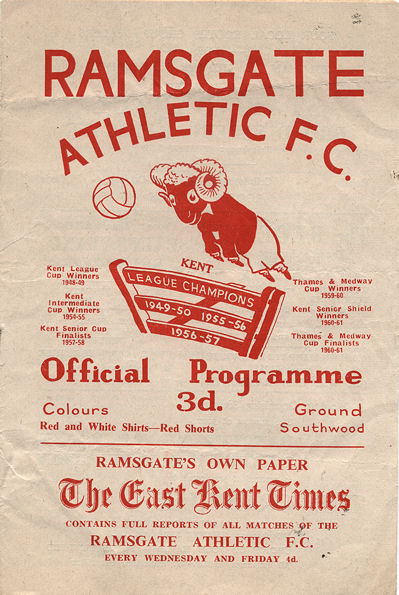 RAMSGATE
ATHLETIC F.C.
KENT
LEAGUE CHAMPIONS
1949-50 1955-56
1956-57
Kent League
Cup Winners
1948-49
Kent
Intermediate
Cup Winners
1954-55
Kent Senior Cup
Finalists
1957-58
Thames & Medway
Cup Winners
1959-60
Kent Senior Shield
Winners
1960-61
Thames & Medway
Cup Finalists
1960-61
Official Programme
3d.
Colours
Red and White Shirts—Red Shorts
Ground
Southwood
RAMSGATE'S OWN PAPER
The East Kent Times
CONTAINS FULL REPORTS OF ALL MATCHES OF THE
RAMSGATE ATHLETIC F.C.
EVERY WEDNESDAY AND FRIDAY 4d.